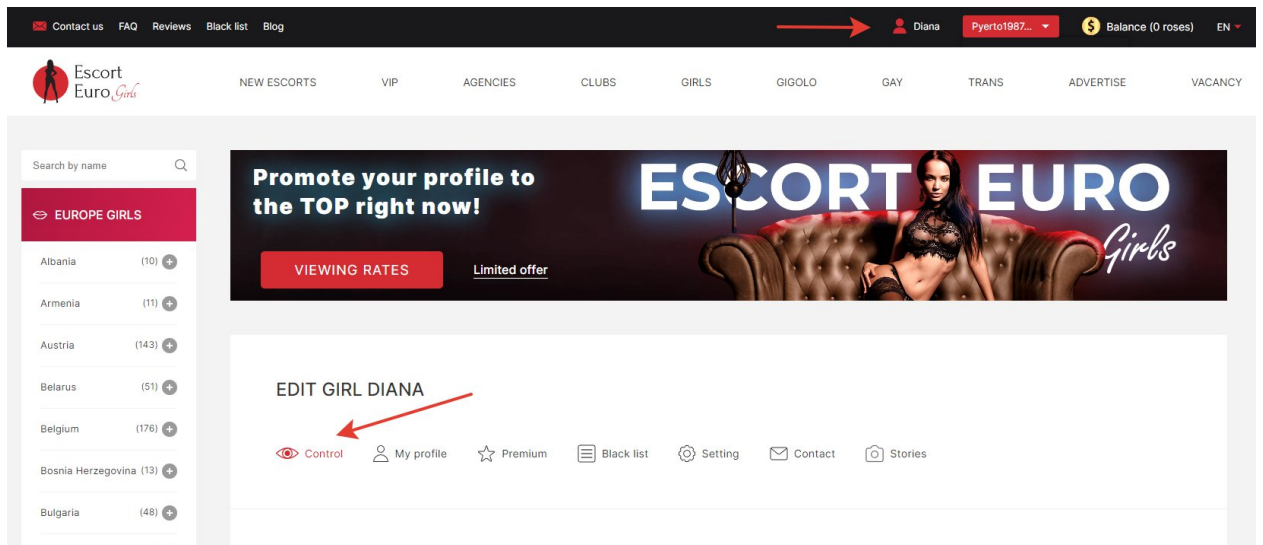 Contact us FAQ Reviews Black list Blog Diana Pyerto1987... Balance (0 roses) EN
Escort
Euro Girls
NEW ESCORTS VIP AGENCIES CLUBS GIRLS GIGOLO GAY TRANS ADVERTISE VACANCY
Search by name
EUROPE GIRLS
Albania (10)
Armenia (11)
Austria (143)
Belarus (51)
Belgium (176)
Bosnia Herzegovina (13)
Bulgaria (48)
Promote your profile to
the TOP right now!
VIEWING RATES Limited offer
ESCORT EURO
Girls
EDIT GIRL DIANA
Control My profile Premium Black list Setting Contact Stories